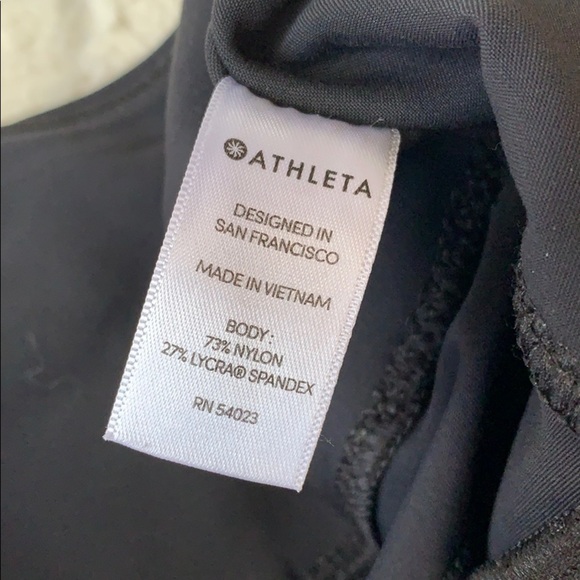 ATHLETA
DESIGNED IN
SAN FRANCISCO
MADE IN VIETNAM
BODY:
73% NYLON
27% LYCRA® SPANDEX
RN 54023